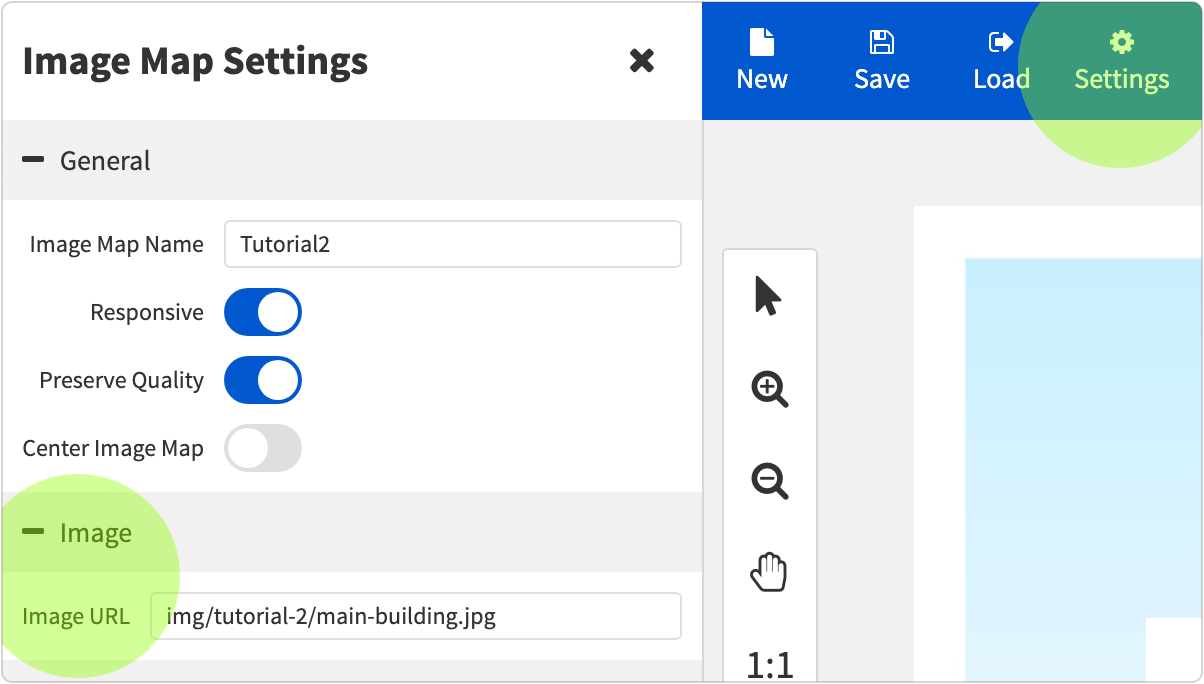 Image Map Settings
New Save Load Settings
General
Image Map Name Tutorial2
Responsive
Preserve Quality
Center Image Map
Image
Image URL img/tutorial-2/main-building.jpg
1:1